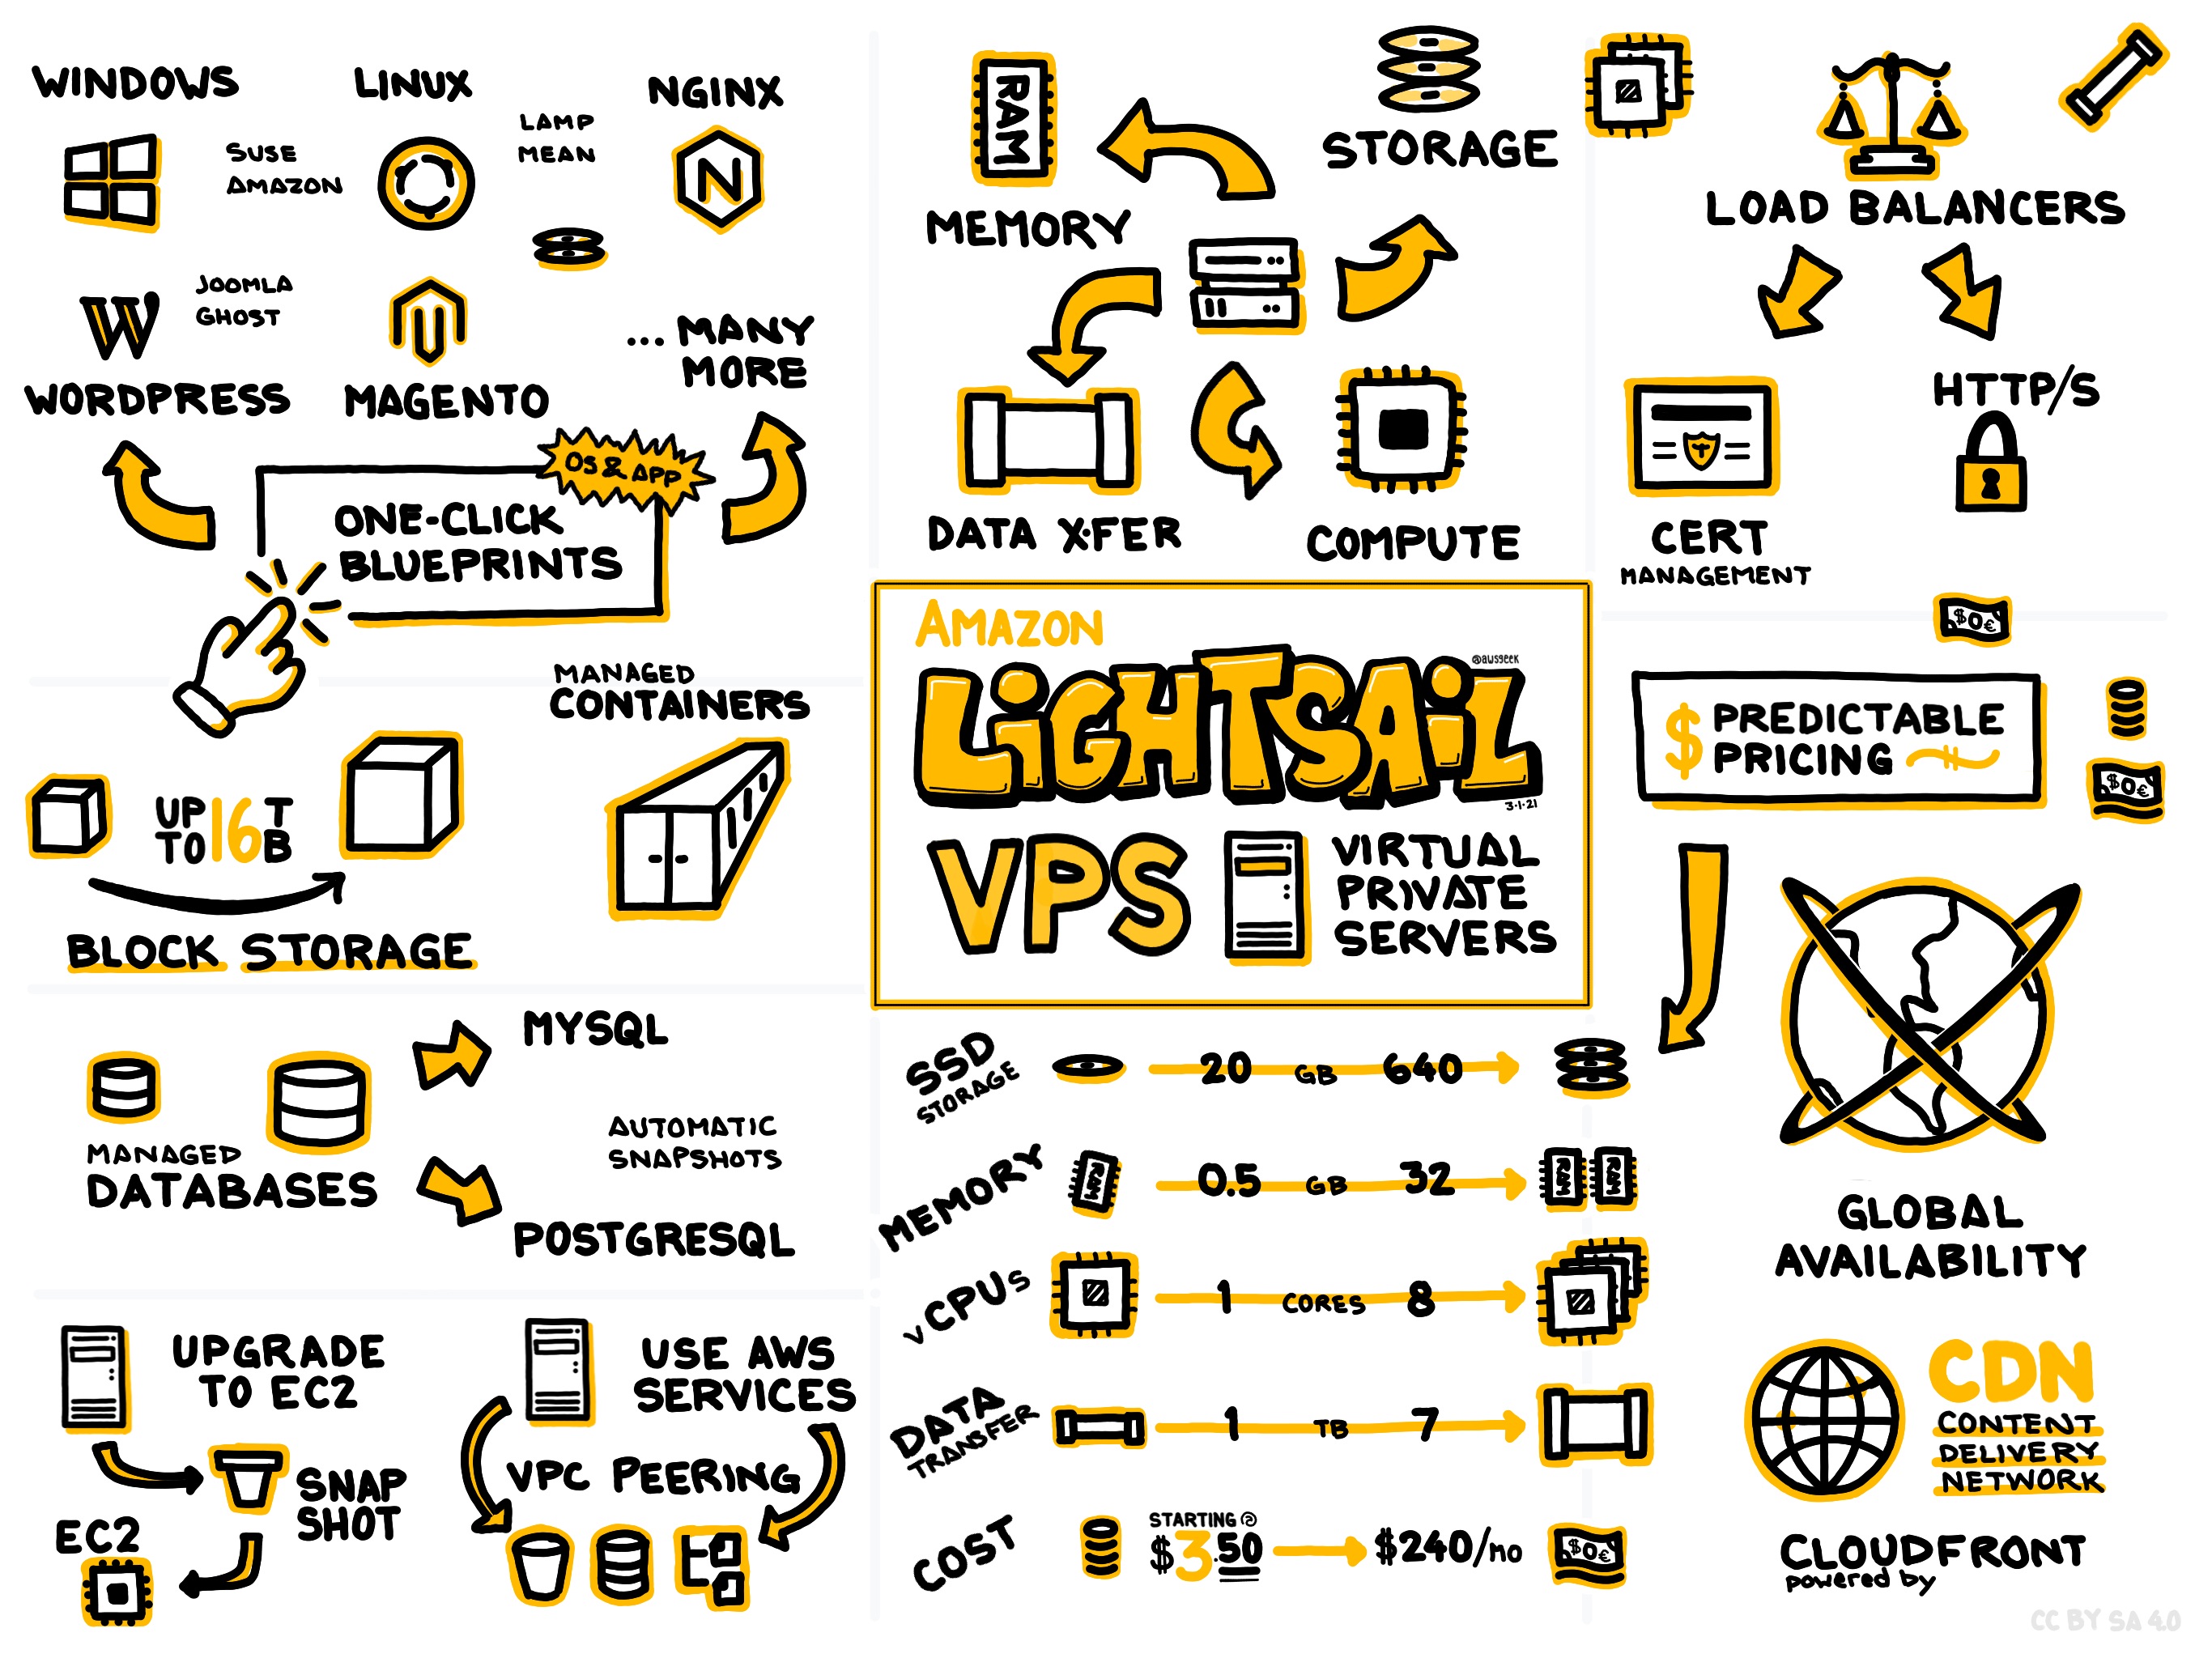 WINDOWS
LINUX
NGINX
SUSE
AMAZON
LAMP
MEAN
N
W
JOOMLA
GHOST
WORDPRESS
MAGENTO
... MANY
MORE
OS & APP
ONE-CLICK
BLUEPRINTS
RAM
MEMORY
STORAGE
DATA X-FER
COMPUTE
LOAD BALANCERS
HTTP/S
CERT
MANAGEMENT
UP TO 16 TB
BLOCK STORAGE
MANAGED
CONTAINERS
AMAZON
@awsgeek
LiGHTSAiL
3.1.21
VPS
VIRTUAL
PRIVATE
SERVERS
$0€
$ PREDICTABLE
PRICING
$0€
MANAGED
DATABASES
MYSQL
AUTOMATIC
SNAPSHOTS
POSTGRESQL
SSD
STORAGE
20 GB 640
MEMORY
RAM
0.5 GB 32
RAM RAM
vCPUs
1 CORES 8
DATA
TRANSFER
1 TB 7
COST
STARTING @
$3.50
$240/mo
$0€
GLOBAL
AVAILABILITY
CDN
CONTENT
DELIVERY
NETWORK
CLOUDFRONT
powered by
UPGRADE
TO EC2
SNAP
SHOT
EC2
USE AWS
SERVICES
VPC PEERING
CC BY SA 4.0